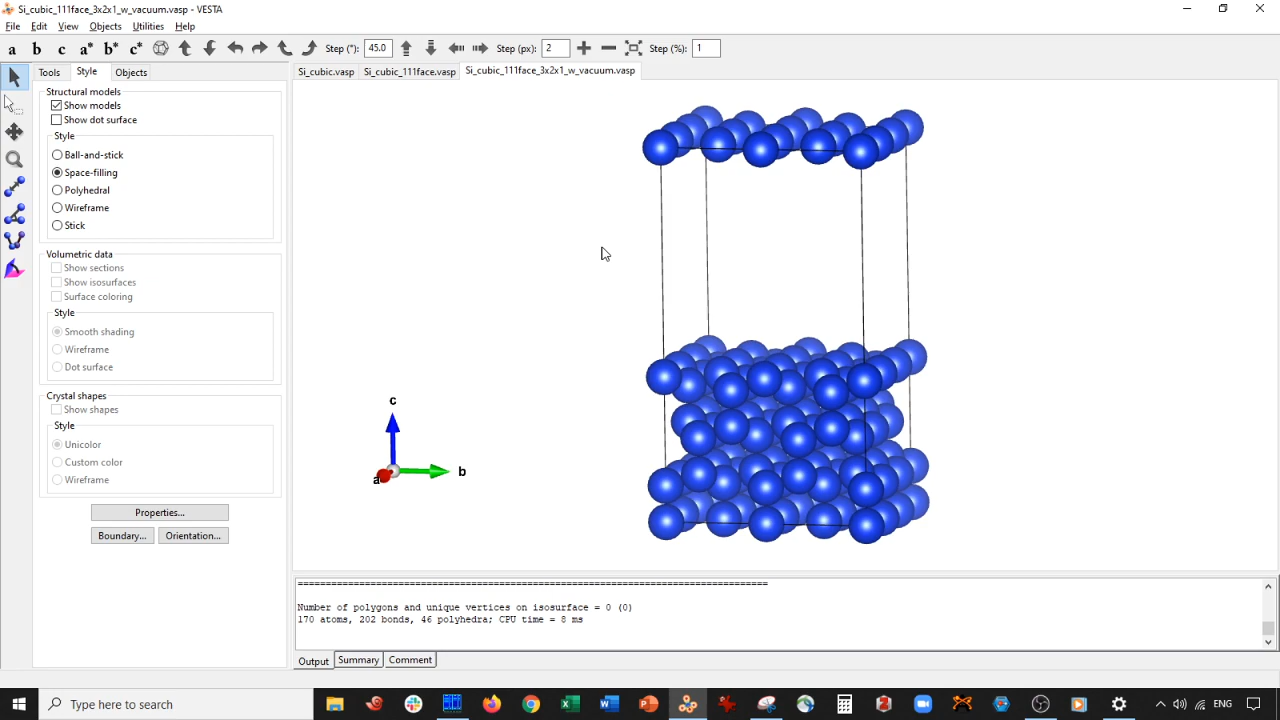 Si_cubic_111face_3x2x1_w_vacuum.vasp - VESTA
File Edit View Objects Utilities Help
a b c a* b* c* Step (°): 45.0 Step (px): 2 Step (%): 1
Tools Style Objects
Si_cubic.vasp Si_cubic_111face.vasp Si_cubic_111face_3x2x1_w_vacuum.vasp
Structural models
Show models
Show dot surface
Style
Ball-and-stick
Space-filling
Polyhedral
Wireframe
Stick
Volumetric data
Show sections
Show isosurfaces
Surface coloring
Style
Smooth shading
Wireframe
Dot surface
Crystal shapes
Show shapes
Style
Unicolor
Custom color
Wireframe
Properties...
Boundary... Orientation...
c
b
a
================================================================================
Number of polygons and unique vertices on isosurface = 0 (0)
170 atoms, 202 bonds, 46 polyhedra; CPU time = 8 ms
Output Summary Comment
Type here to search
ENG